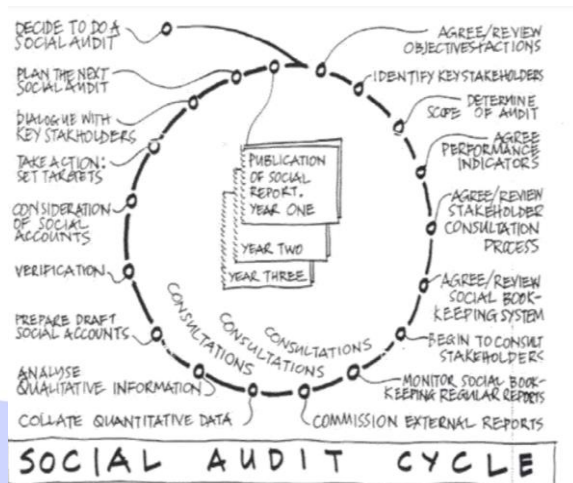 DECIDE TO DO A
SOCIAL AUDIT
AGREE/REVIEW
OBJECTIVES+ACTIONS
IDENTIFY KEY STAKEHOLDERS
DETERMINE
SCOPE OF AUDIT
AGREE
PERFORMANCE
INDICATORS
AGREE/REVIEW
STAKEHOLDER
CONSULTATION
PROCESS
AGREE/REVIEW
SOCIAL BOOK-
KEEPING SYSTEM
BEGIN TO CONSULT
STAKEHOLDERS
MONITOR SOCIAL BOOK-
KEEPING REGULAR REPORTS
COMMISSION EXTERNAL REPORTS
COLLATE QUANTITATIVE DATA
ANALYSE
QUALITATIVE INFORMATION
PREPARE DRAFT
SOCIAL ACCOUNTS
VERIFICATION
CONSIDERATION
OF SOCIAL
ACCOUNTS
TAKE ACTION:
SET TARGETS
DIALOGUE WITH
KEY STAKHOLDERS
PLAN THE NEXT
SOCIAL AUDIT
PUBLICATION
OF SOCIAL
REPORT.
YEAR ONE
YEAR TWO
YEAR THREE
CONSULTATIONS
CONSULTATIONS
CONSULTATIONS
SOCIAL AUDIT CYCLE